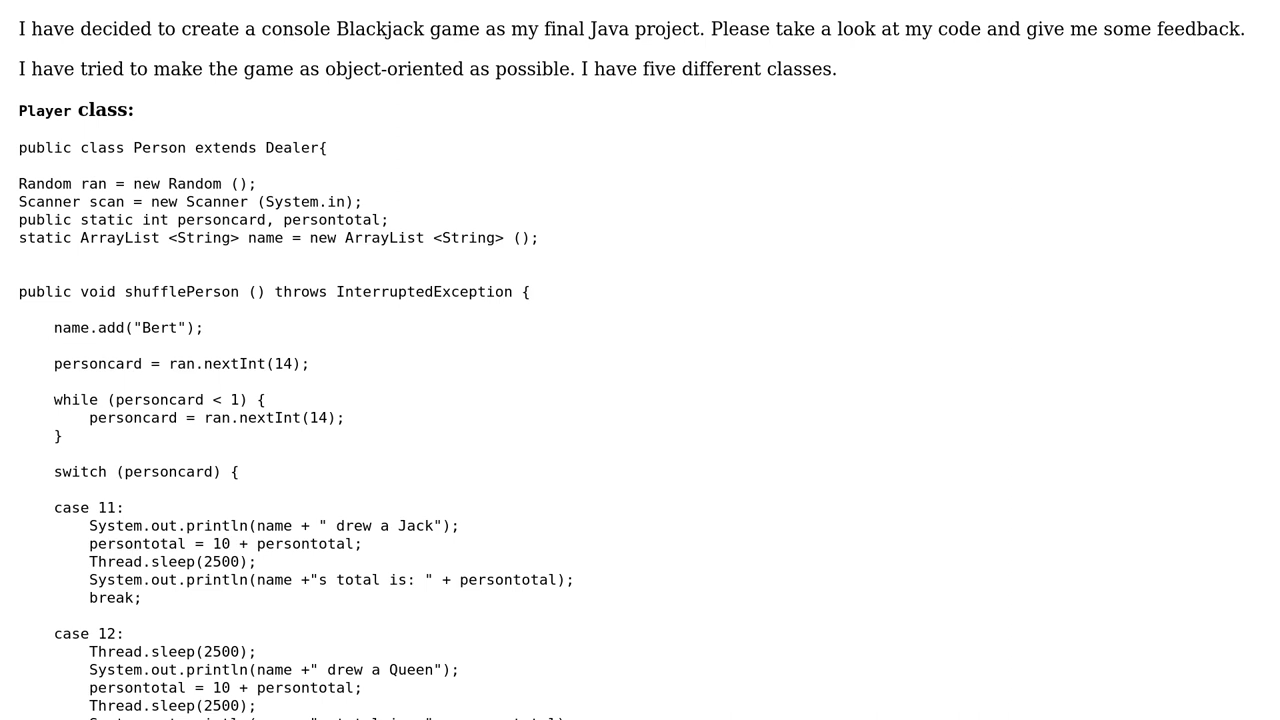 I have decided to create a console Blackjack game as my final Java project. Please take a look at my code and give me some feedback.
I have tried to make the game as object-oriented as possible. I have five different classes.
Player class:
public class Person extends Dealer{
Random ran = new Random ();
Scanner scan = new Scanner (System.in);
public static int personcard, persontotal;
static ArrayList <String> name = new ArrayList <String> ();
public void shufflePerson () throws InterruptedException {
name.add("Bert");
personcard = ran.nextInt(14);
while (personcard < 1) {
personcard = ran.nextInt(14);
}
switch (personcard) {
case 11:
System.out.println(name + " drew a Jack");
persontotal = 10 + persontotal;
Thread.sleep(2500);
System.out.println(name +"s total is: " + persontotal);
break;
case 12:
Thread.sleep(2500);
System.out.println(name +" drew a Queen");
persontotal = 10 + persontotal;
Thread.sleep(2500);